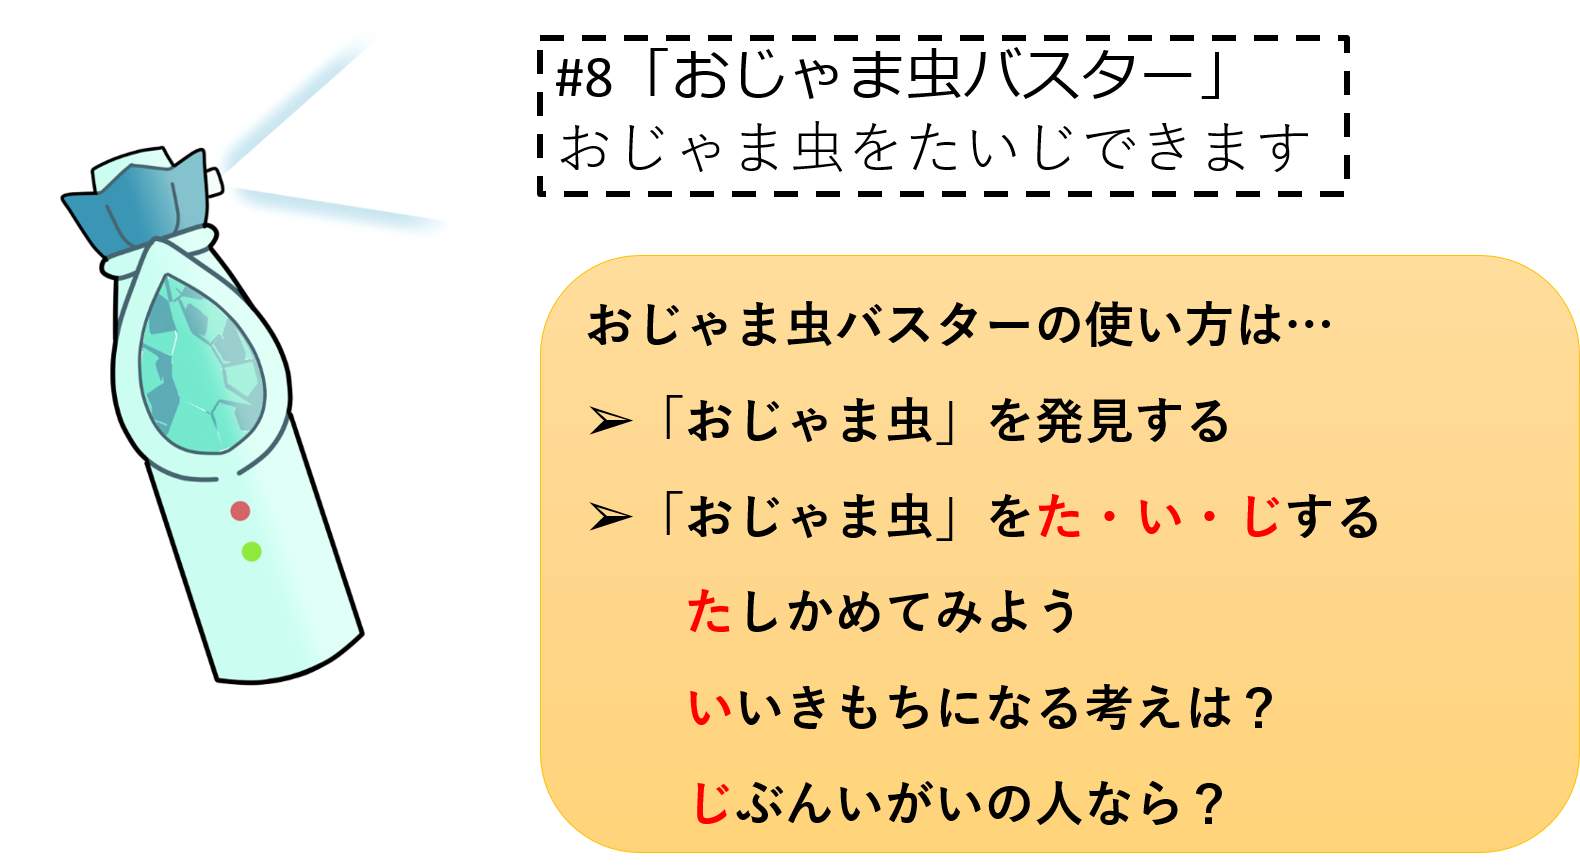 #8「おじゃま虫バスター」
おじゃま虫をたいじできます
おじゃま虫バスターの使い方は…
➢「おじゃま虫」を発見する
➢「おじゃま虫」をた・い・じする
たしかめてみよう
いいきもちになる考えは？
じぶんいがいの人なら？